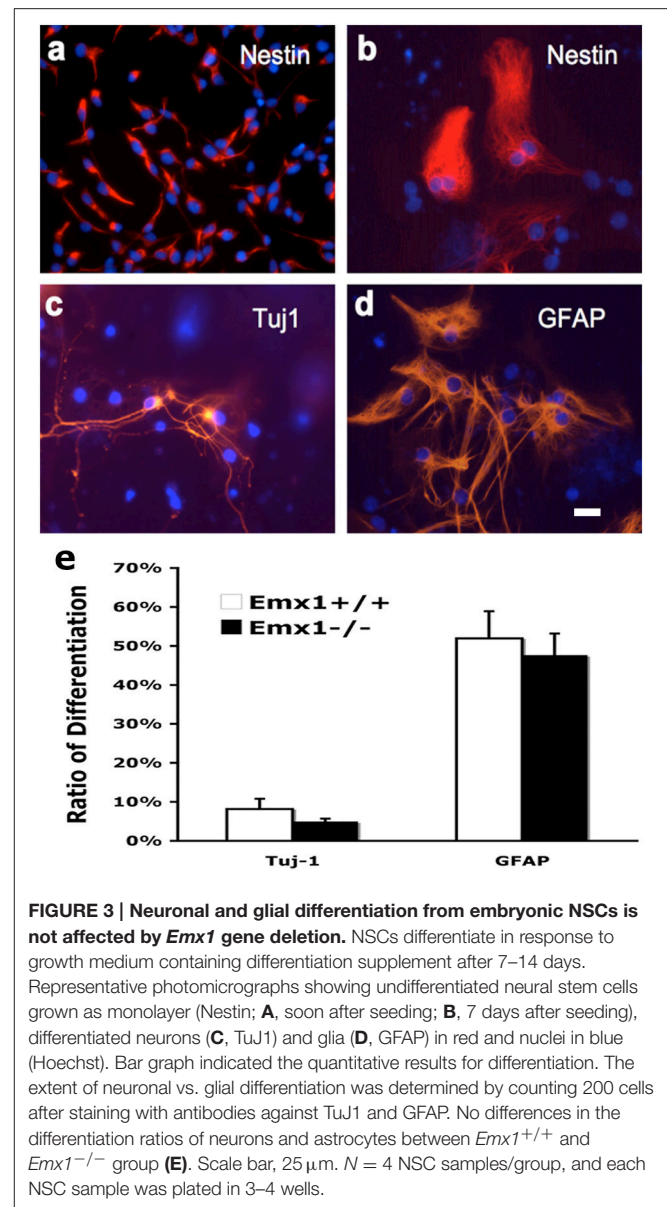 a Nestin
b Nestin
c Tuj1
d GFAP
e
70%
60%
50%
40%
30%
20%
10%
0%
Ratio of Differentiation
Emx1+/+
Emx1-/-
Tuj-1 GFAP
FIGURE 3 | Neuronal and glial differentiation from embryonic NSCs is
not affected by Emx1 gene deletion. NSCs differentiate in response to
growth medium containing differentiation supplement after 7–14 days.
Representative photomicrographs showing undifferentiated neural stem cells
grown as monolayer (Nestin; A, soon after seeding; B, 7 days after seeding),
differentiated neurons (C, TuJ1) and glia (D, GFAP) in red and nuclei in blue
(Hoechst). Bar graph indicated the quantitative results for differentiation. The
extent of neuronal vs. glial differentiation was determined by counting 200 cells
after staining with antibodies against TuJ1 and GFAP. No differences in the
differentiation ratios of neurons and astrocytes between Emx1+/+ and
Emx1−/− group (E). Scale bar, 25 μm. N = 4 NSC samples/group, and each
NSC sample was plated in 3–4 wells.